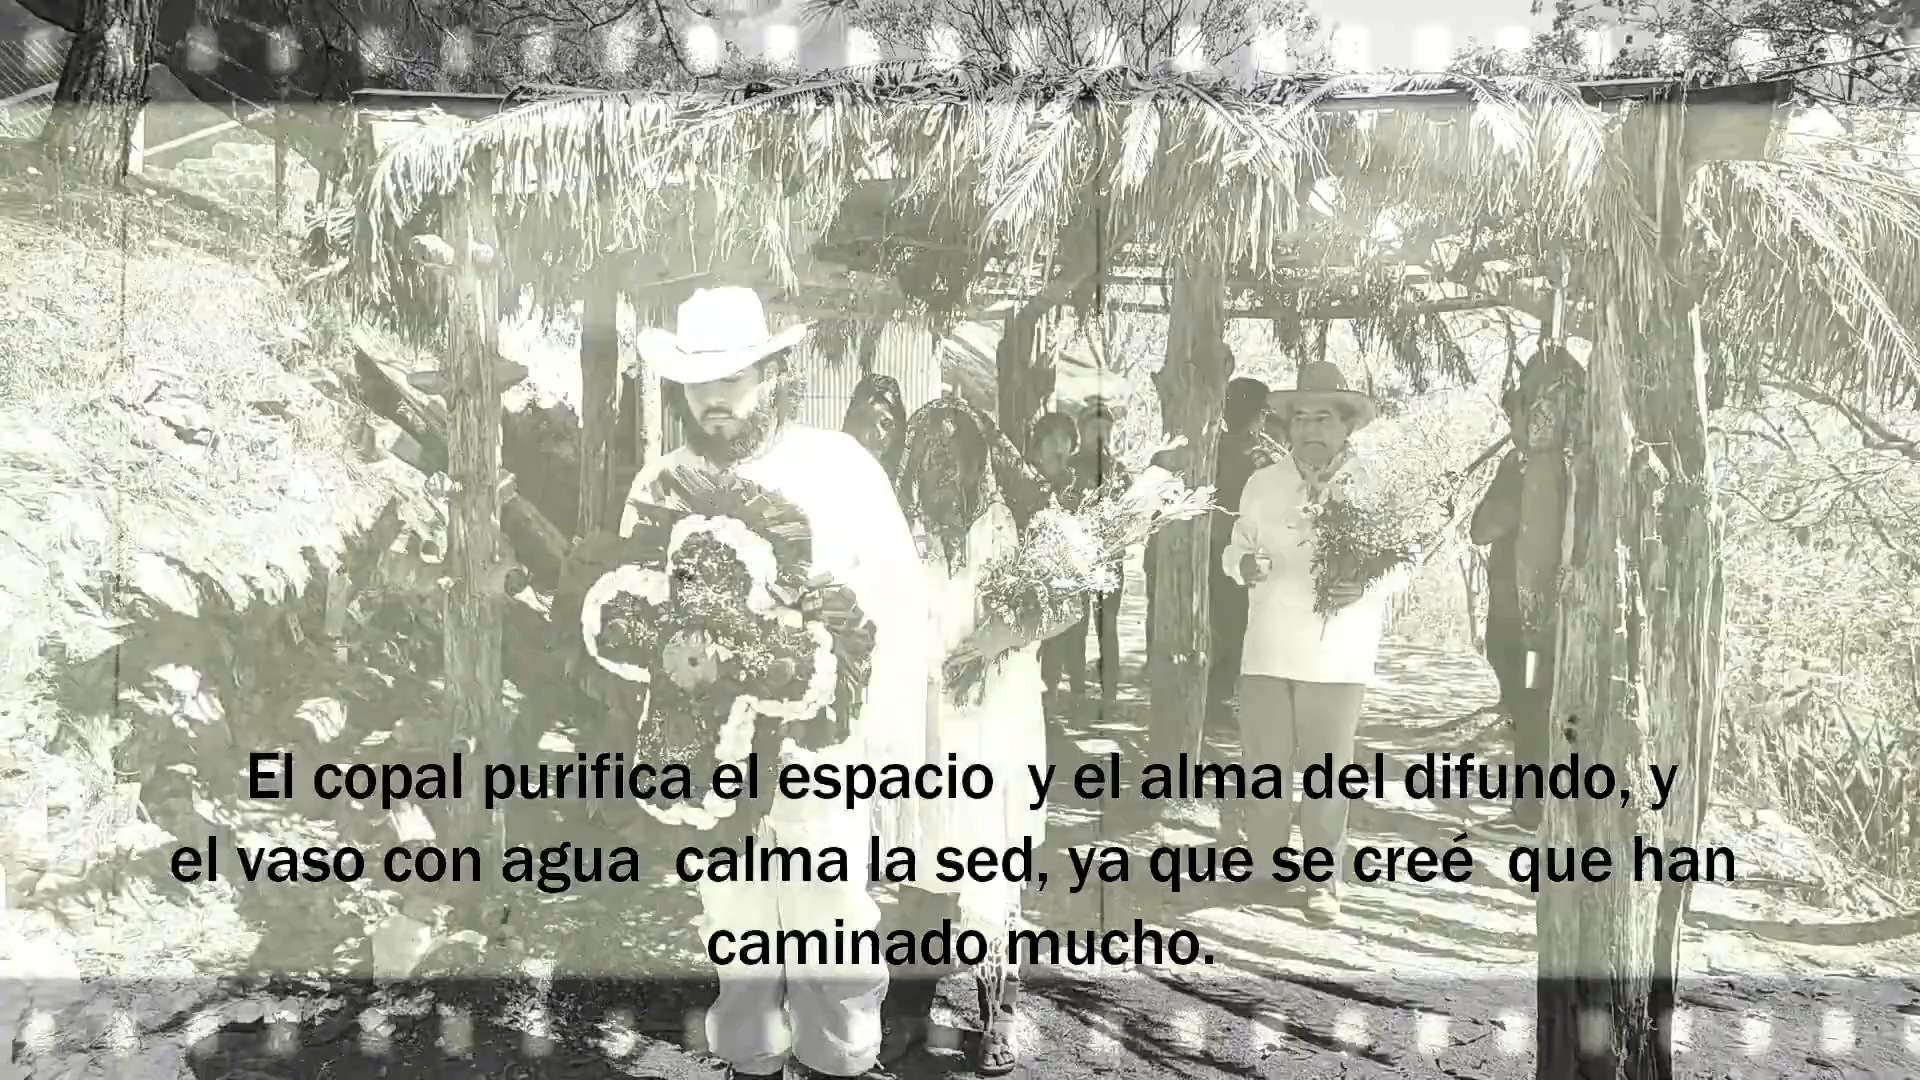 El copal purifica el espacio  y el alma del difundo, y
el vaso con agua  calma la sed, ya que se creé  que han
caminado mucho.